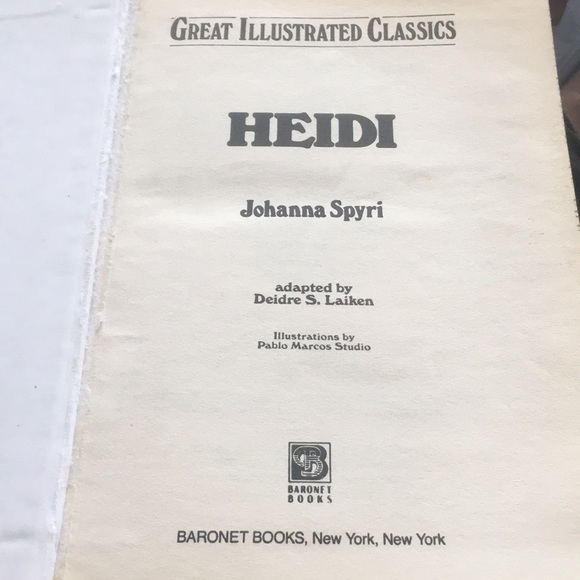 GREAT ILLUSTRATED CLASSICS
HEIDI
Johanna Spyri
adapted by
Deidre S. Laiken
Illustrations by
Pablo Marcos Studio
B
BARONET
BOOKS
BARONET BOOKS, New York, New York